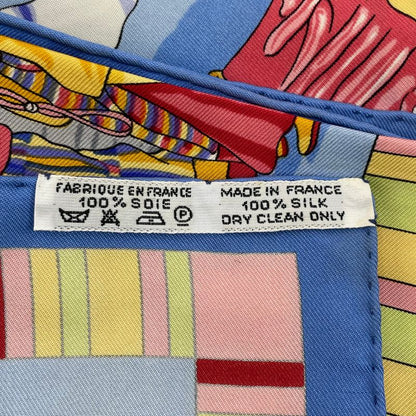 FABRIQUE EN FRANCE
100% SOIE
P
MADE IN FRANCE
100% SILK
DRY CLEAN ONLY